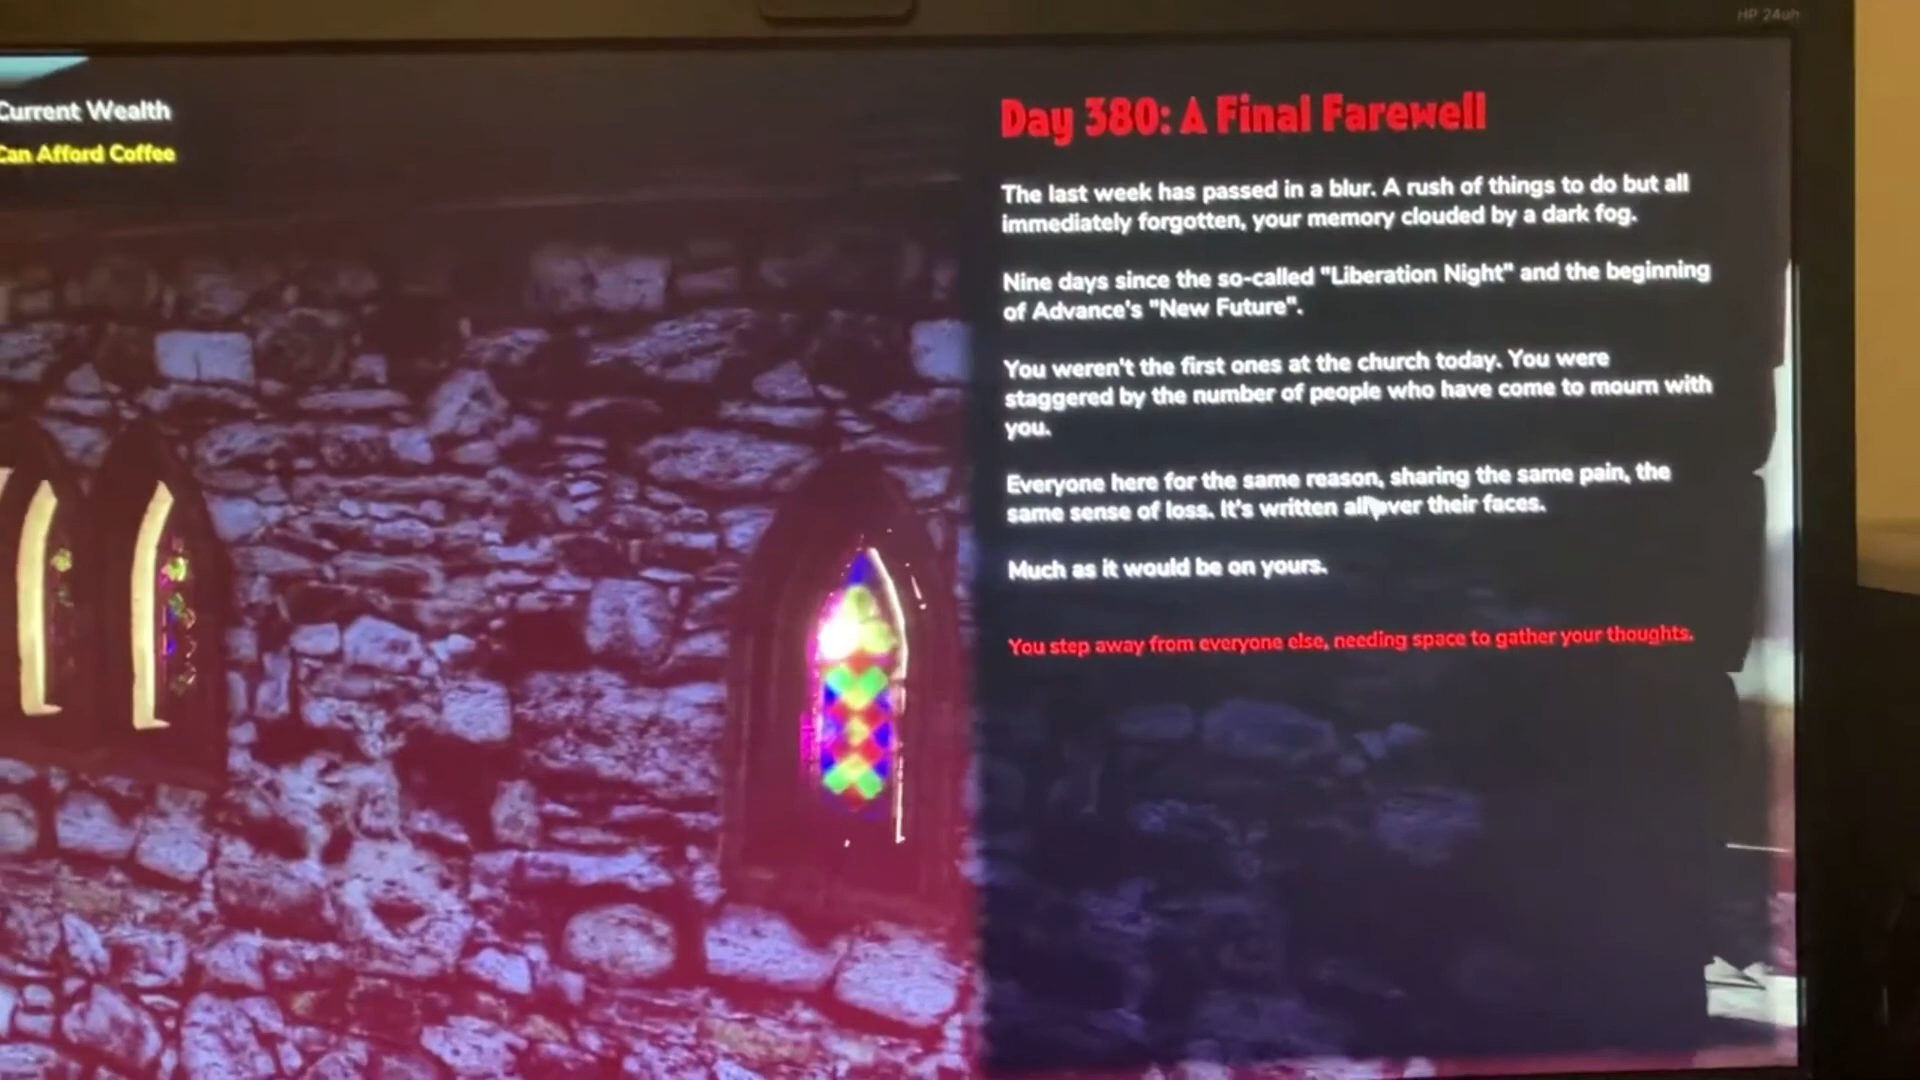 HP 24uh
Current Wealth
Can Afford Coffee
Day 380: A Final Farewell
The last week has passed in a blur. A rush of things to do but all
immediately forgotten, your memory clouded by a dark fog.
Nine days since the so-called "Liberation Night" and the beginning
of Advance's "New Future".
You weren't the first ones at the church today. You were
staggered by the number of people who have come to mourn with
you.
Everyone here for the same reason, sharing the same pain, the
same sense of loss. It's written all over their faces.
Much as it would be on yours.
You step away from everyone else, needing space to gather your thoughts.